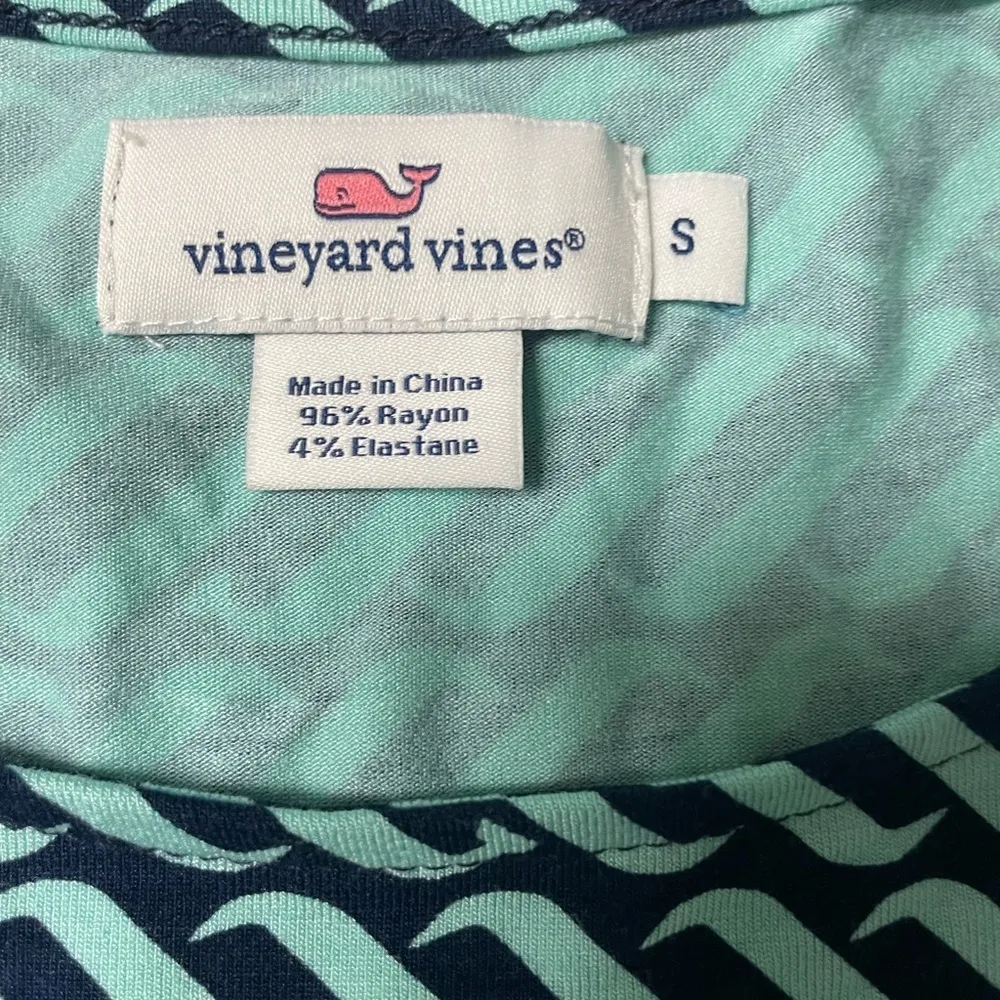 vineyard vines®
S
Made in China
96% Rayon
4% Elastane